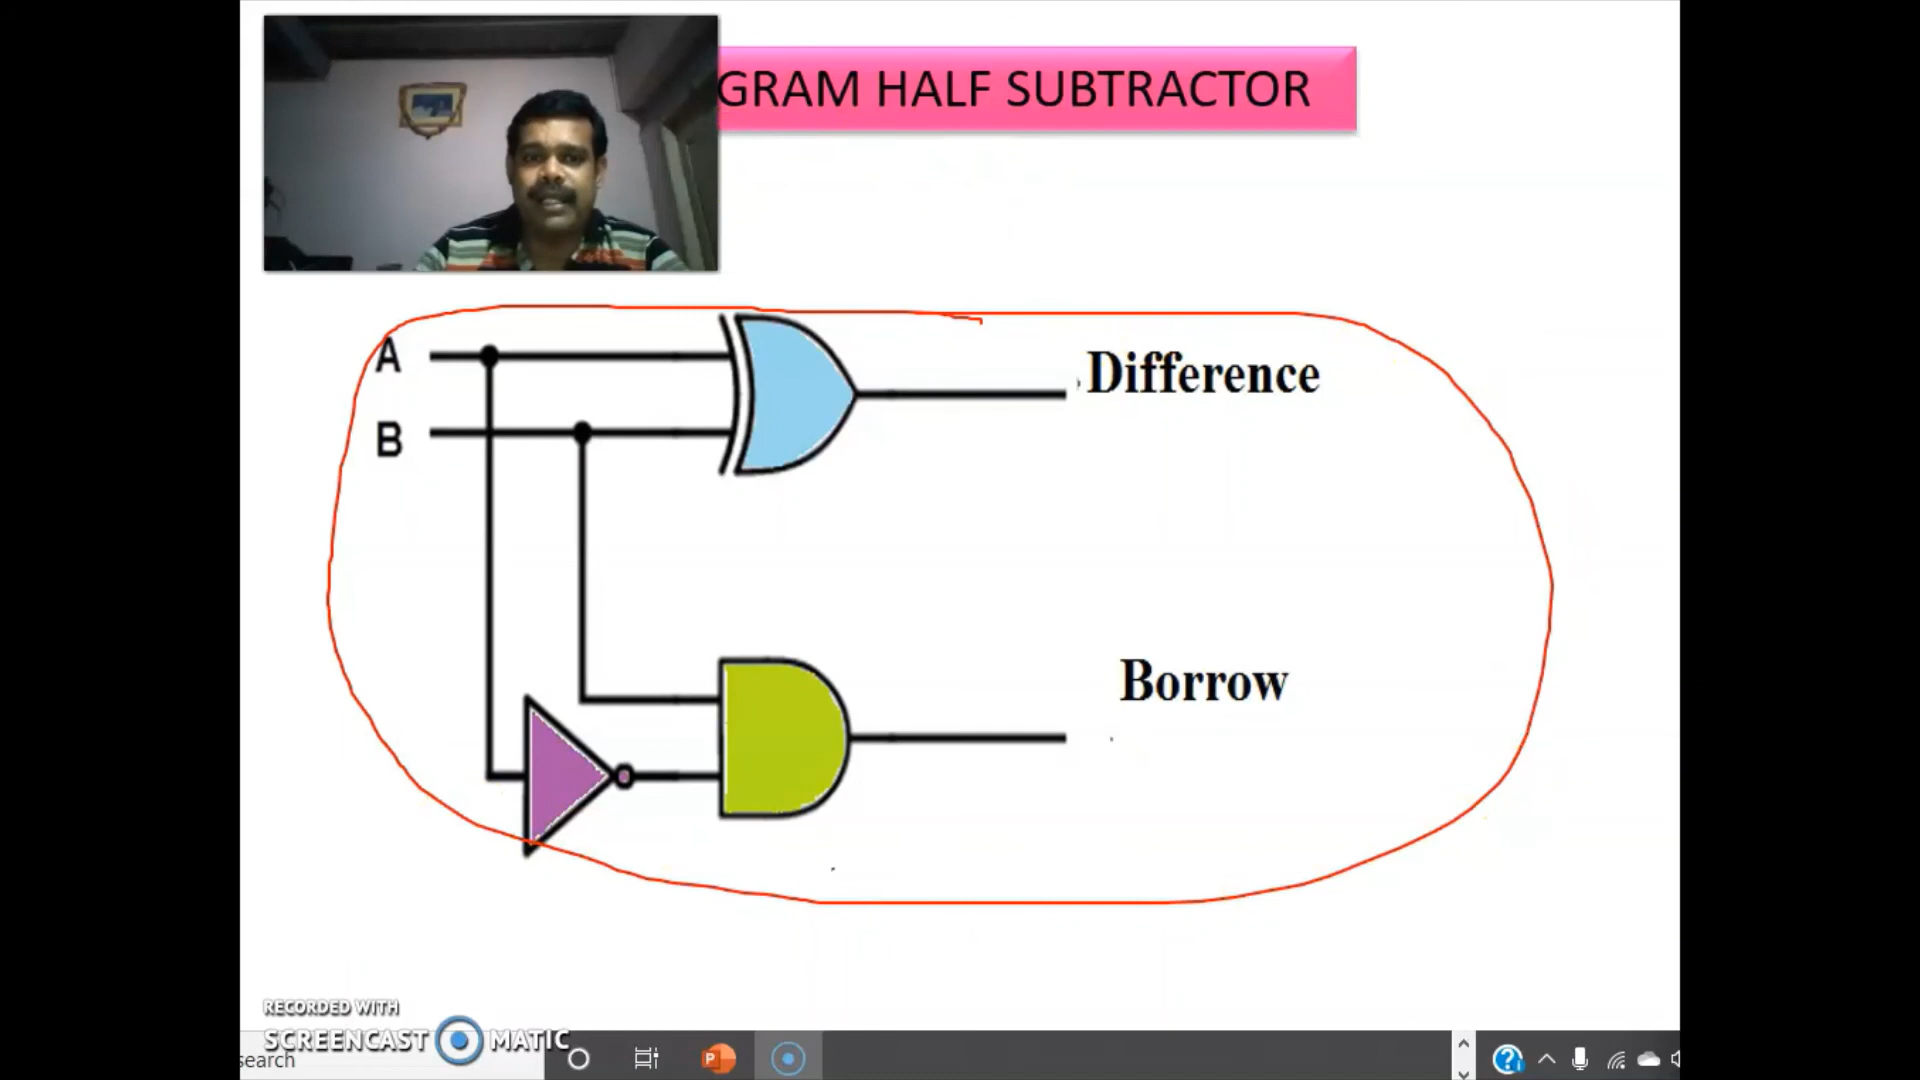 GRAM HALF SUBTRACTOR
A
Difference
B
Borrow
RECORDED WITH
SCREENCAST MATIC
search